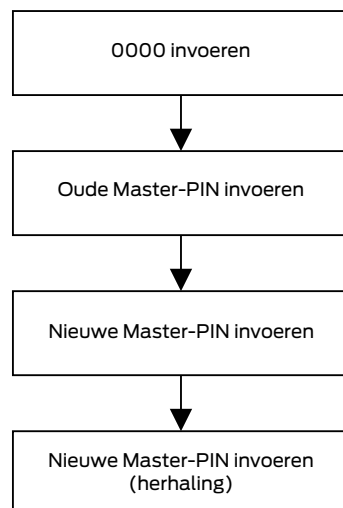 0000 invoeren
Oude Master-PIN invoeren
Nieuwe Master-PIN invoeren
Nieuwe Master-PIN invoeren
(herhaling)